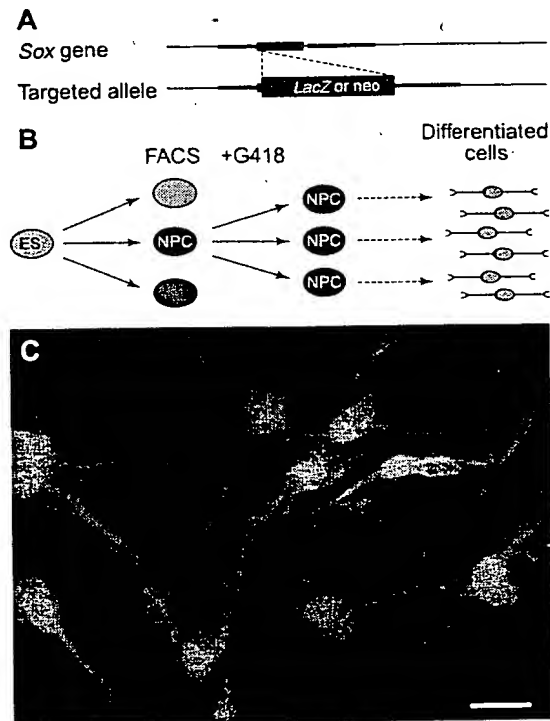 A
Sox gene
Targeted allele
LacZ or neo
B
FACS +G418
Differentiated
cells
ES
NPC
NPC
NPC
NPC
C